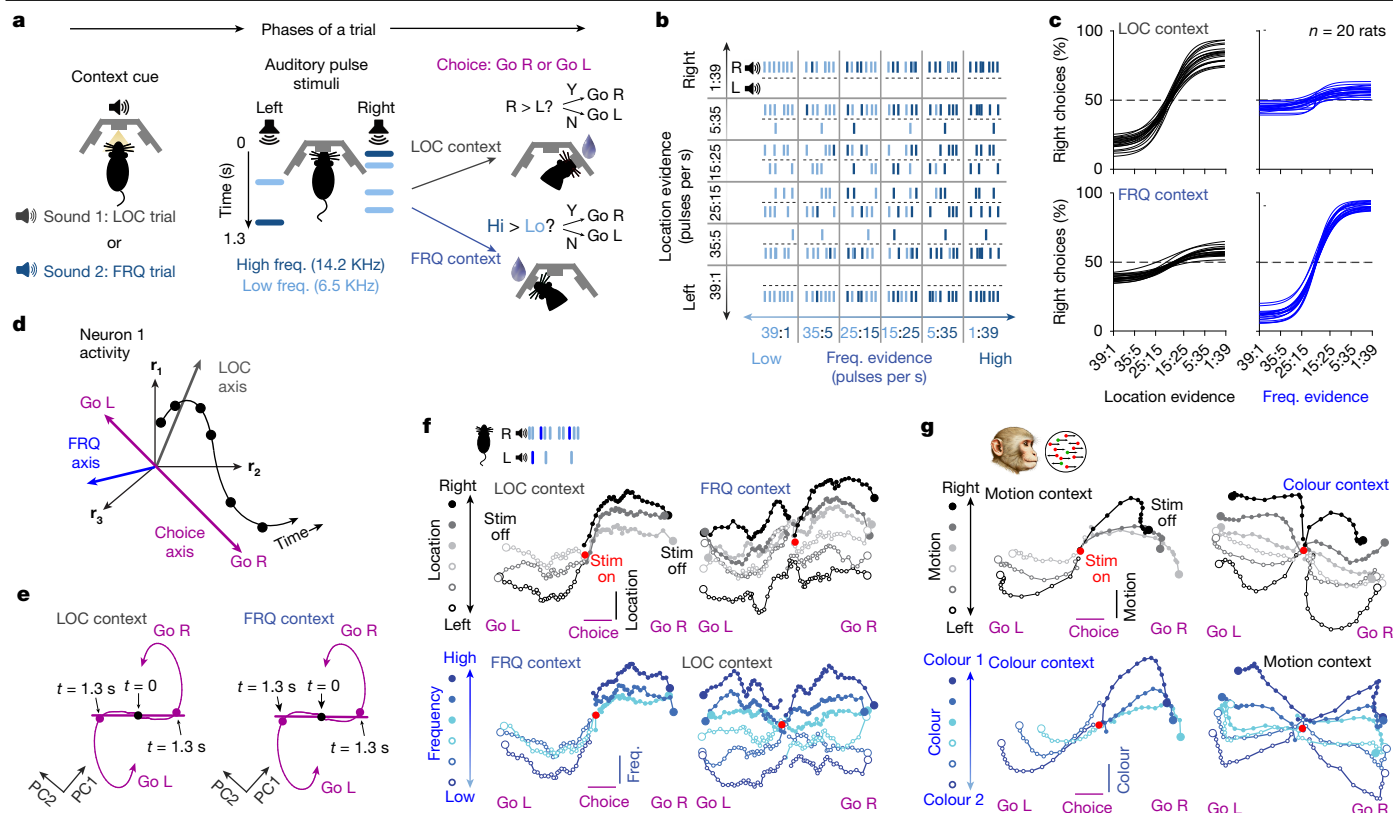 a
Phases of a trial
Context cue
Sound 1: LOC trial
or
Sound 2: FRQ trial
Auditory pulse
stimuli
Left
Right
0
Time (s)
1.3
High freq. (14.2 KHz)
Low freq. (6.5 KHz)
Choice: Go R or Go L
R > L?
Y
Go R
N
Go L
LOC context
Hi > Lo?
Y
Go R
N
Go L
FRQ context
b
Location evidence
(pulses per s)
Right
1:39
5:35
15:25
25:15
35:5
39:1
Left
R
L
39:1 35:5 25:15 15:25 5:35 1:39
Low
Freq. evidence
(pulses per s)
High
c
LOC context
n = 20 rats
Right choices (%)
100
50
0
FRQ context
Right choices (%)
100
50
0
39:1 35:5 25:15 15:25 5:35 1:39
39:1 35:5 25:15 15:25 5:35 1:39
Location evidence
Freq. evidence
d
Neuron 1
activity
r1
LOC
axis
Go L
FRQ
axis
r2
r3
Choice
axis
Go R
Time
e
LOC context
Go R
t = 1.3 s
t = 0
t = 1.3 s
Go L
PC2
PC1
FRQ context
Go R
t = 1.3 s
t = 0
t = 1.3 s
Go L
PC2
PC1
f
R
L
Right
Location
Left
LOC context
Stim
off
Stim
on
Stim
off
Location
Go L
Choice
Go R
FRQ context
Go L
Go R
High
Frequency
Low
FRQ context
Freq.
Go L
Choice
Go R
LOC context
Go L
Go R
g
Right
Motion
Left
Motion context
Stim
off
Stim
on
Motion
Go L
Choice
Go R
Colour context
Go L
Go R
Colour 1
Colour
Colour 2
Colour context
Colour
Go L
Choice
Go R
Motion context
Go L
Go R